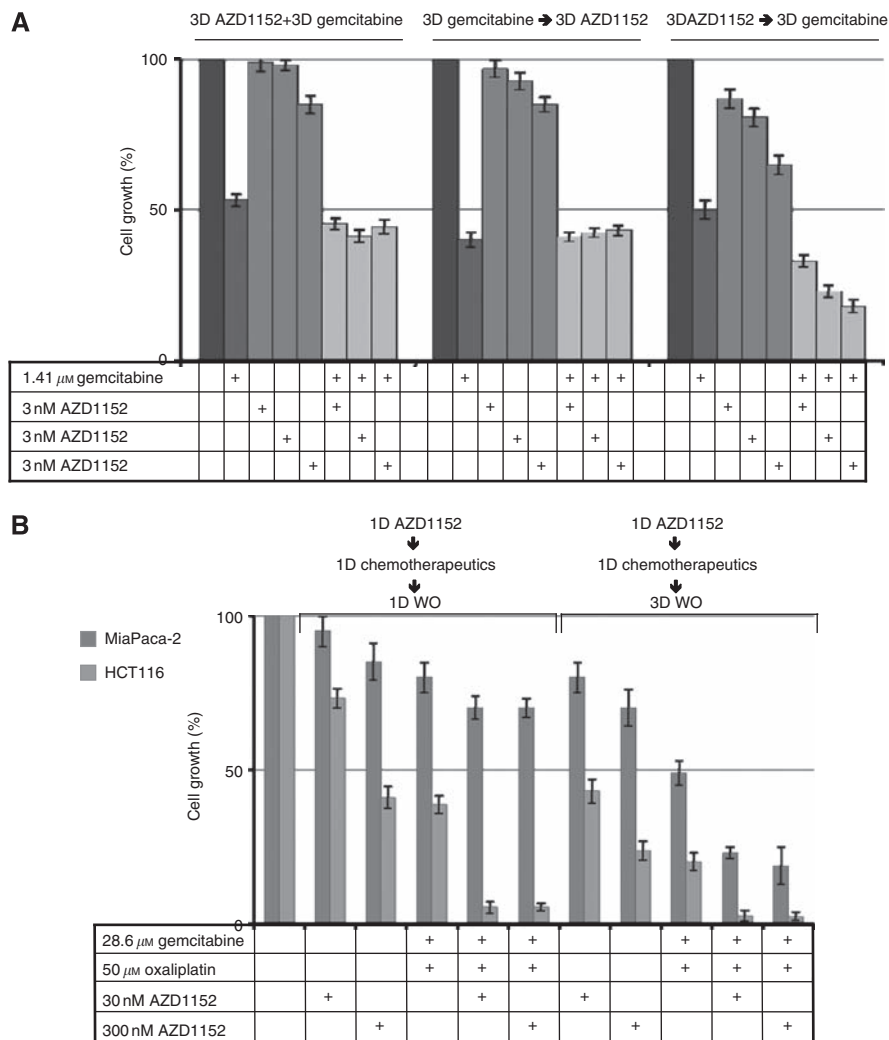 A
3D AZD1152+3D gemcitabine
3D gemcitabine → 3D AZD1152
3DAZD1152 → 3D gemcitabine
100
50
0
Cell growth (%)
1.41 μM gemcitabine + + + + + + + + + + + +
3 nM AZD1152 + + + + + +
3 nM AZD1152 + + + + + +
3 nM AZD1152 + + + + + +
B
1D AZD1152
↓
1D chemotherapeutics
↓
1D WO
1D AZD1152
↓
1D chemotherapeutics
↓
3D WO
MiaPaca-2
HCT116
100
50
0
Cell growth (%)
28.6 μM gemcitabine + + + + + +
50 μM oxaliplatin + + + + + +
30 nM AZD1152 + + + +
300 nM AZD1152 + + + +